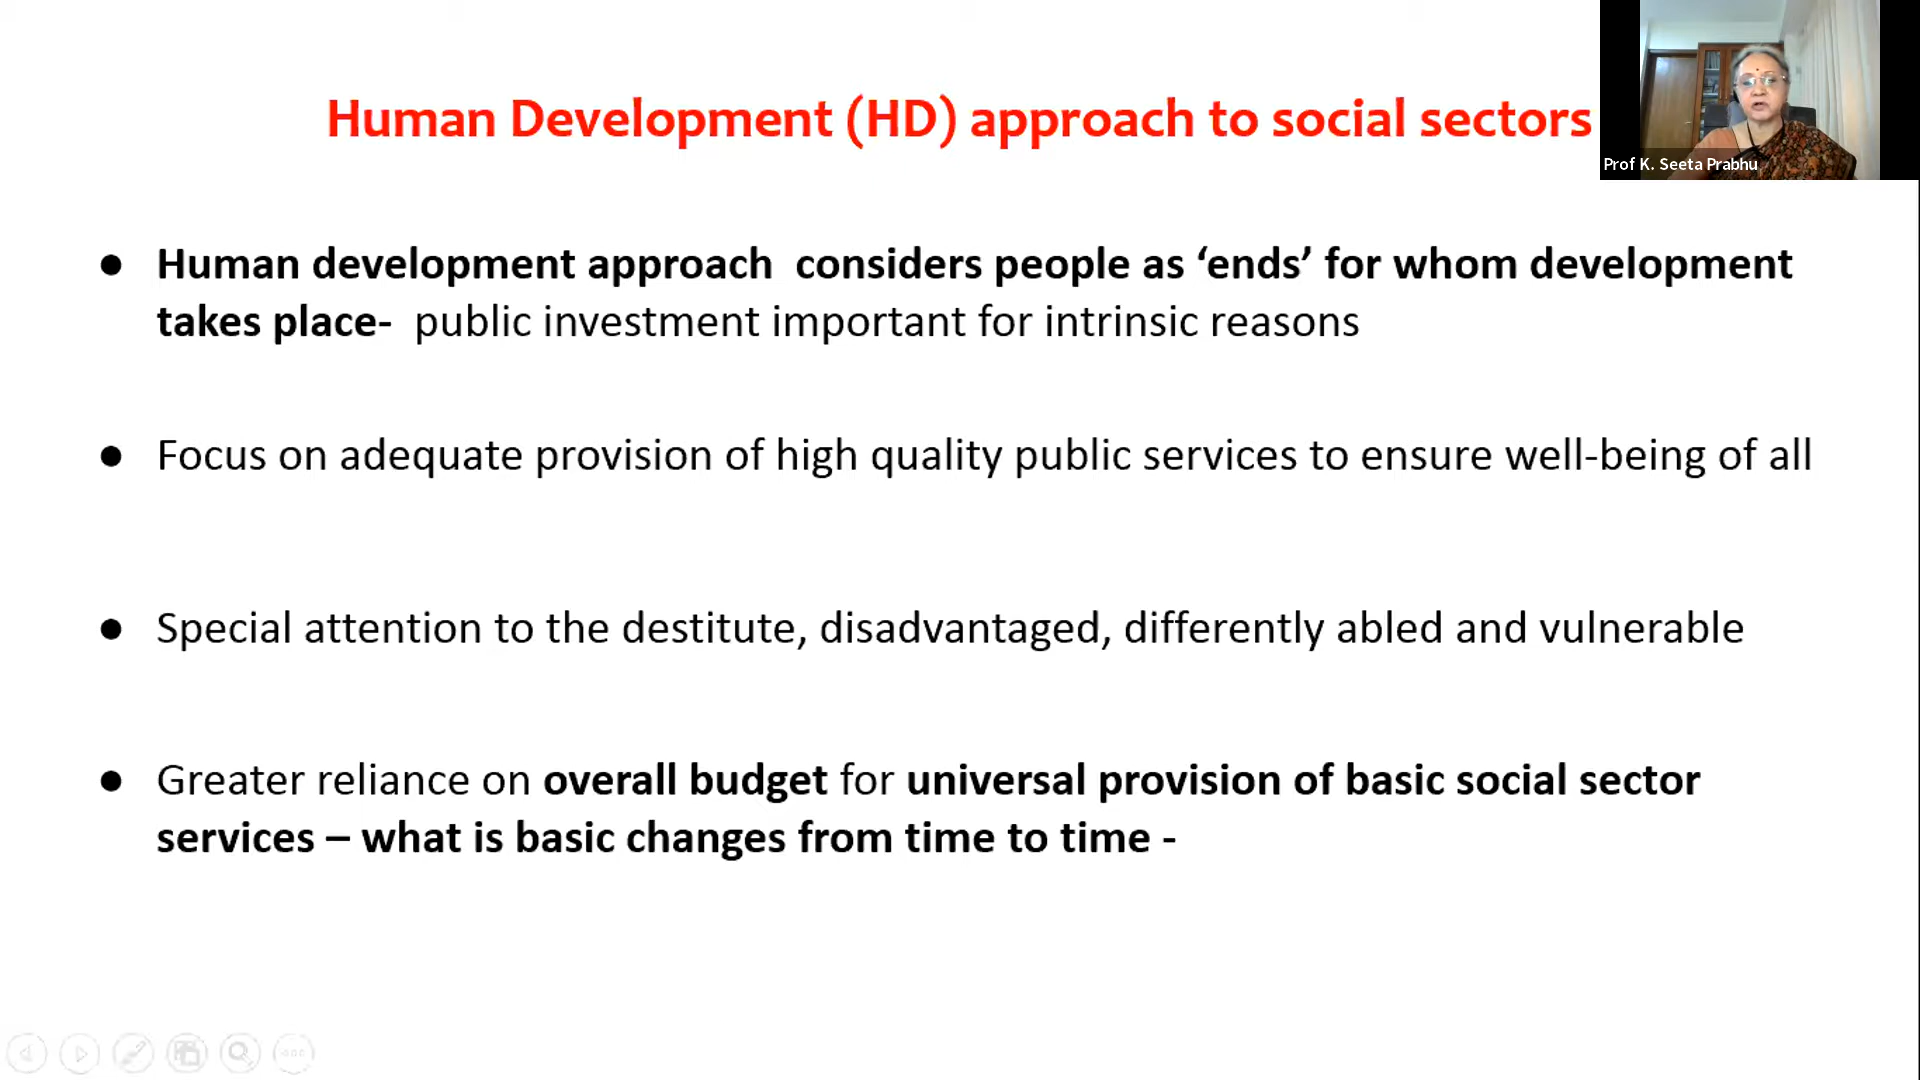 Human Development (HD) approach to social sectors
Prof K. Seeta Prabhu
● Human development approach  considers people as ‘ends’ for whom development
takes place-  public investment important for intrinsic reasons
● Focus on adequate provision of high quality public services to ensure well-being of all
● Special attention to the destitute, disadvantaged, differently abled and vulnerable
● Greater reliance on overall budget for universal provision of basic social sector
services – what is basic changes from time to time -